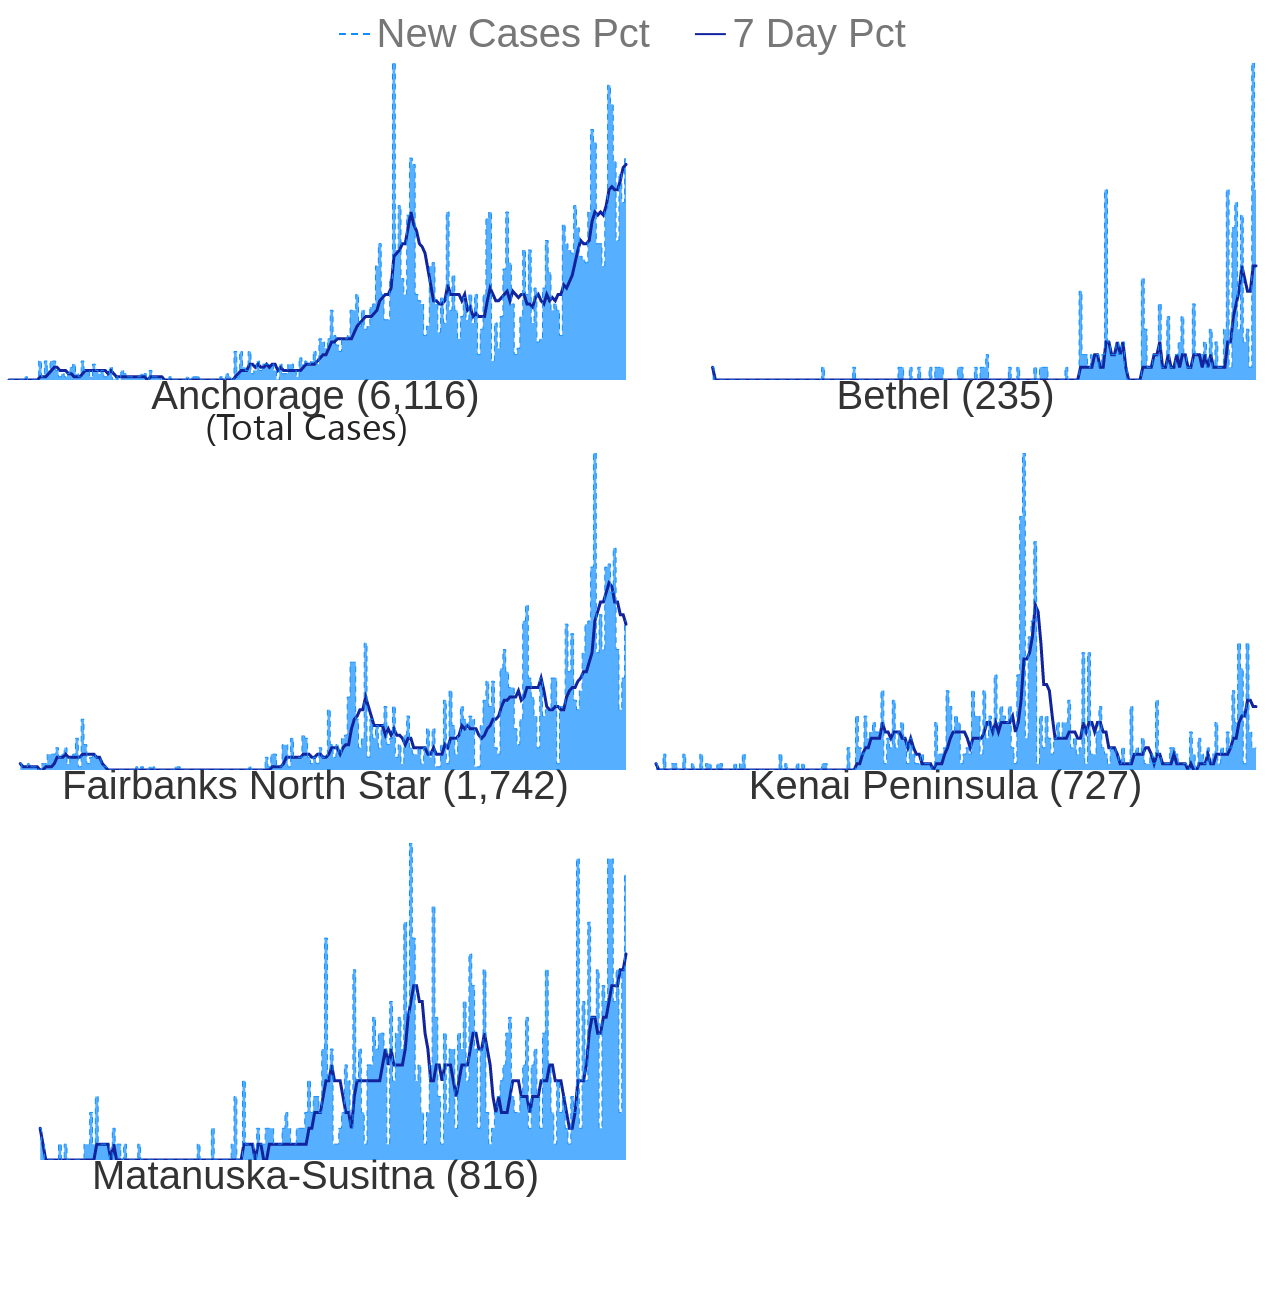 New Cases Pct 7 Day Pct
Anchorage (6,116) Bethel (235)
(Total Cases)
Fairbanks North Star (1,742) Kenai Peninsula (727)
Matanuska-Susitna (816)